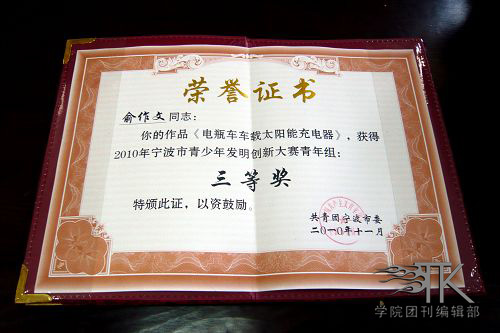 荣誉证书
俞作文同志：
你的作品《电瓶车车载太阳能充电器》，获得
2010年宁波市青少年发明创新大赛青年组：
三等奖
特颁此证，以资鼓励。
共青团宁波市委
二〇一〇年十一月
学院团刊编辑部